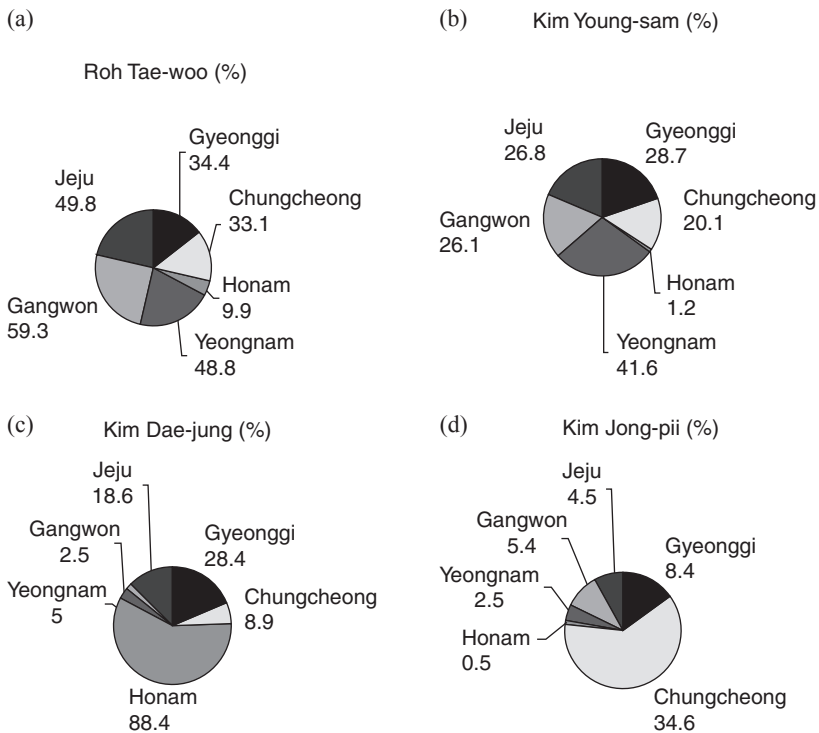 (a)
Roh Tae-woo (%)
Gyeonggi
34.4
Chungcheong
33.1
Honam
9.9
Yeongnam
48.8
Gangwon
59.3
Jeju
49.8
(b)
Kim Young-sam (%)
Gyeonggi
28.7
Chungcheong
20.1
Honam
1.2
Yeongnam
41.6
Gangwon
26.1
Jeju
26.8
(c)
Kim Dae-jung (%)
Jeju
18.6
Gangwon
2.5
Yeongnam
5
Gyeonggi
28.4
Chungcheong
8.9
Honam
88.4
(d)
Kim Jong-pii (%)
Jeju
4.5
Gangwon
5.4
Yeongnam
2.5
Honam
0.5
Gyeonggi
8.4
Chungcheong
34.6